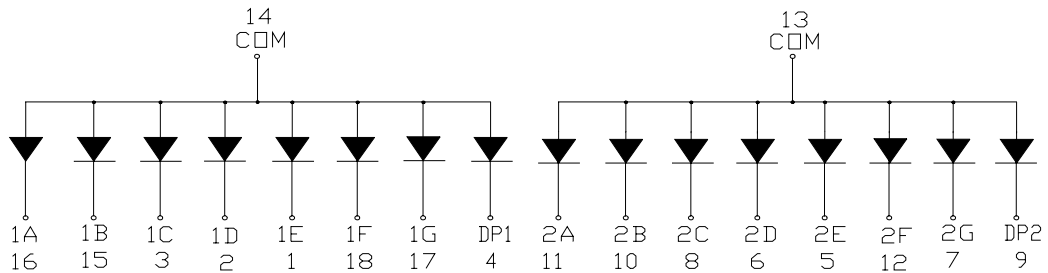 14 13
COM COM
1A 1B 1C 1D 1E 1F 1G DP1 2A 2B 2C 2D 2E 2F 2G DP2
16 15 3 2 1 18 17 4 11 10 8 6 5 12 7 9